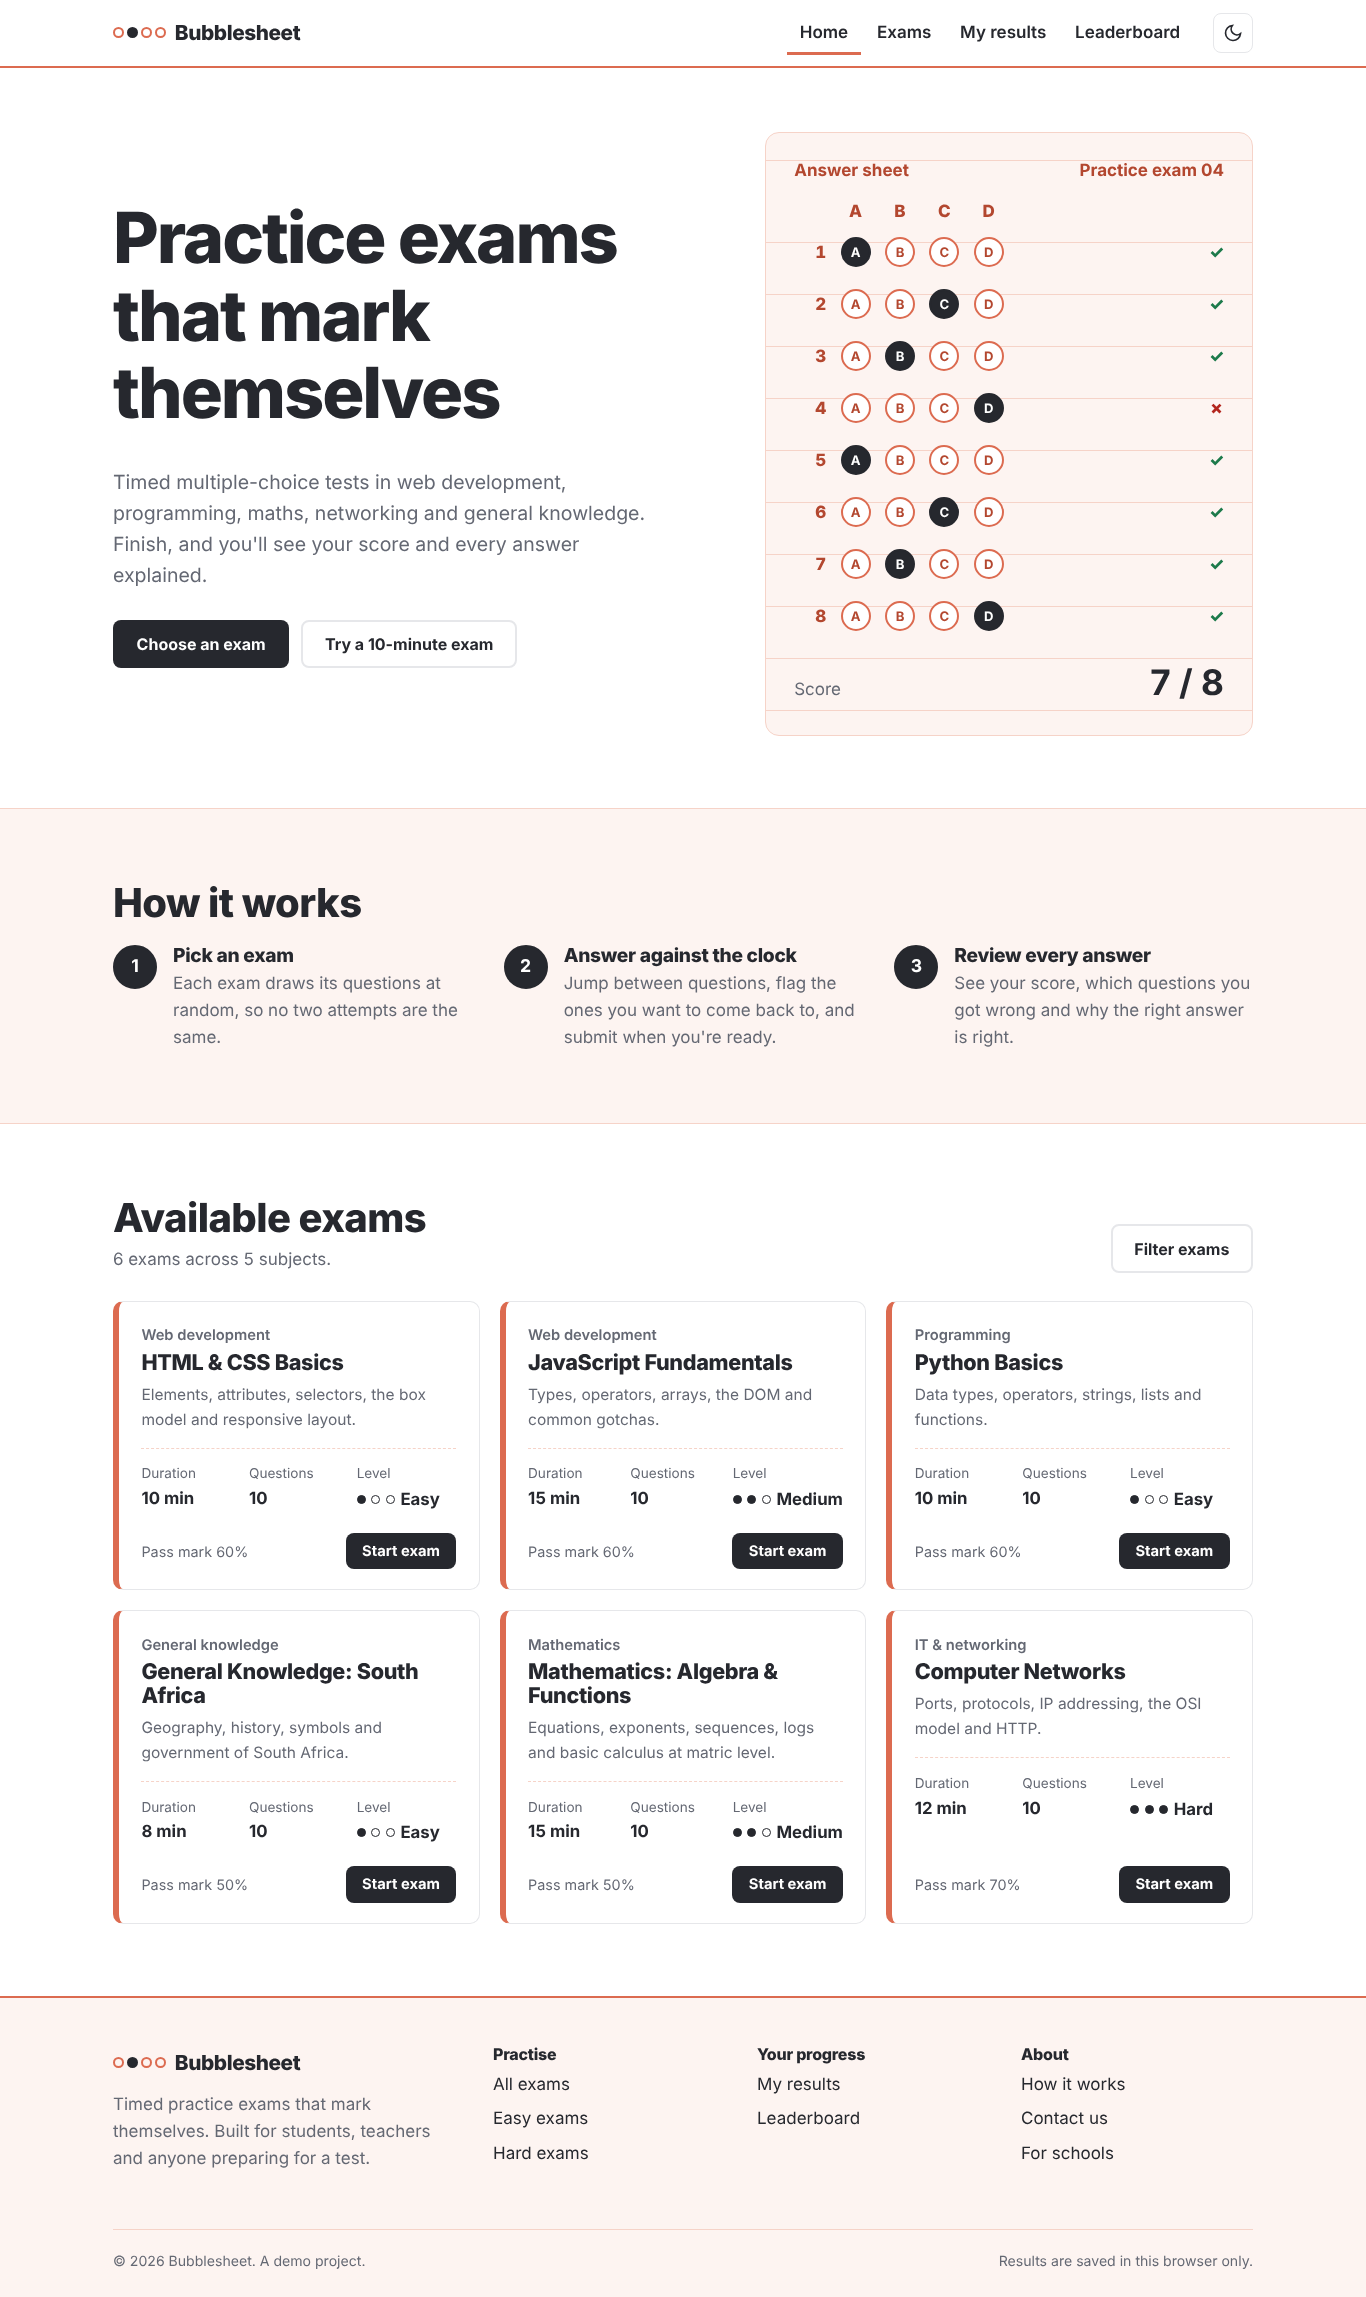 Bubblesheet
Home Exams My results Leaderboard
Practice exams
that mark
themselves
Timed multiple-choice tests in web development,
programming, maths, networking and general knowledge.
Finish, and you'll see your score and every answer
explained.
Choose an exam Try a 10-minute exam
Answer sheet Practice exam 04
A B C D
1 A B C D ✓
2 A B C D ✓
3 A B C D ✓
4 A B C D ✗
5 A B C D ✓
6 A B C D ✓
7 A B C D ✓
8 A B C D ✓
Score 7 / 8
How it works
1 Pick an exam
Each exam draws its questions at
random, so no two attempts are the
same.
2 Answer against the clock
Jump between questions, flag the
ones you want to come back to, and
submit when you're ready.
3 Review every answer
See your score, which questions you
got wrong and why the right answer
is right.
Available exams
6 exams across 5 subjects.
Filter exams
Web development
HTML & CSS Basics
Elements, attributes, selectors, the box
model and responsive layout.
Duration Questions Level
10 min 10 Easy
Pass mark 60% Start exam
Web development
JavaScript Fundamentals
Types, operators, arrays, the DOM and
common gotchas.
Duration Questions Level
15 min 10 Medium
Pass mark 60% Start exam
Programming
Python Basics
Data types, operators, strings, lists and
functions.
Duration Questions Level
10 min 10 Easy
Pass mark 60% Start exam
General knowledge
General Knowledge: South
Africa
Geography, history, symbols and
government of South Africa.
Duration Questions Level
8 min 10 Easy
Pass mark 50% Start exam
Mathematics
Mathematics: Algebra &
Functions
Equations, exponents, sequences, logs
and basic calculus at matric level.
Duration Questions Level
15 min 10 Medium
Pass mark 50% Start exam
IT & networking
Computer Networks
Ports, protocols, IP addressing, the OSI
model and HTTP.
Duration Questions Level
12 min 10 Hard
Pass mark 70% Start exam
Bubblesheet
Timed practice exams that mark
themselves. Built for students, teachers
and anyone preparing for a test.
Practise
All exams
Easy exams
Hard exams
Your progress
My results
Leaderboard
About
How it works
Contact us
For schools
© 2026 Bubblesheet. A demo project.
Results are saved in this browser only.